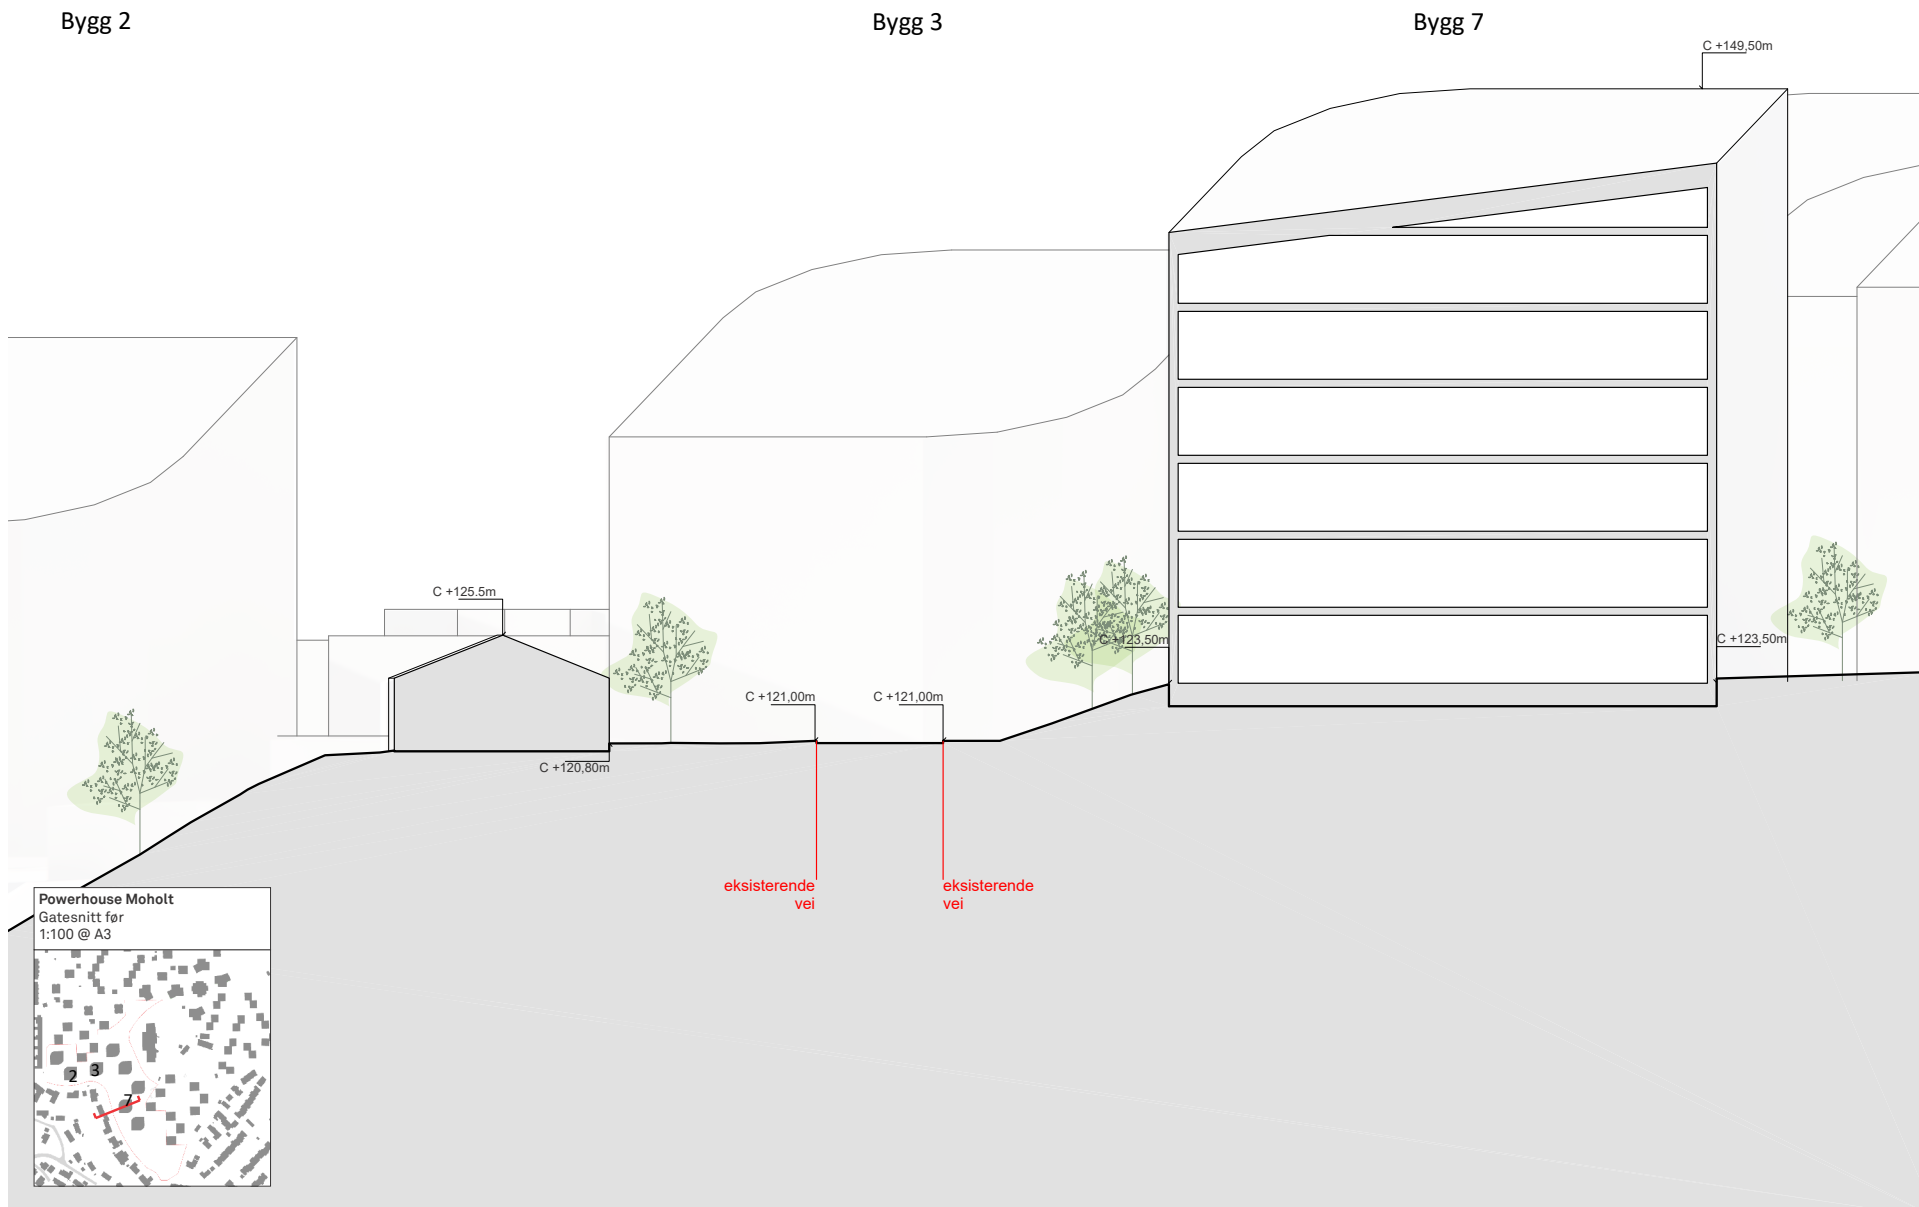 Bygg 2
Bygg 3
Bygg 7
C +149,50m
C +125.5m
C +123,50m
C +123,50m
C +121,00m
C +121,00m
C +120,80m
eksisterende
vei
eksisterende
vei
Powerhouse Moholt
Gatesnitt før
1:100 @ A3
2
3
7